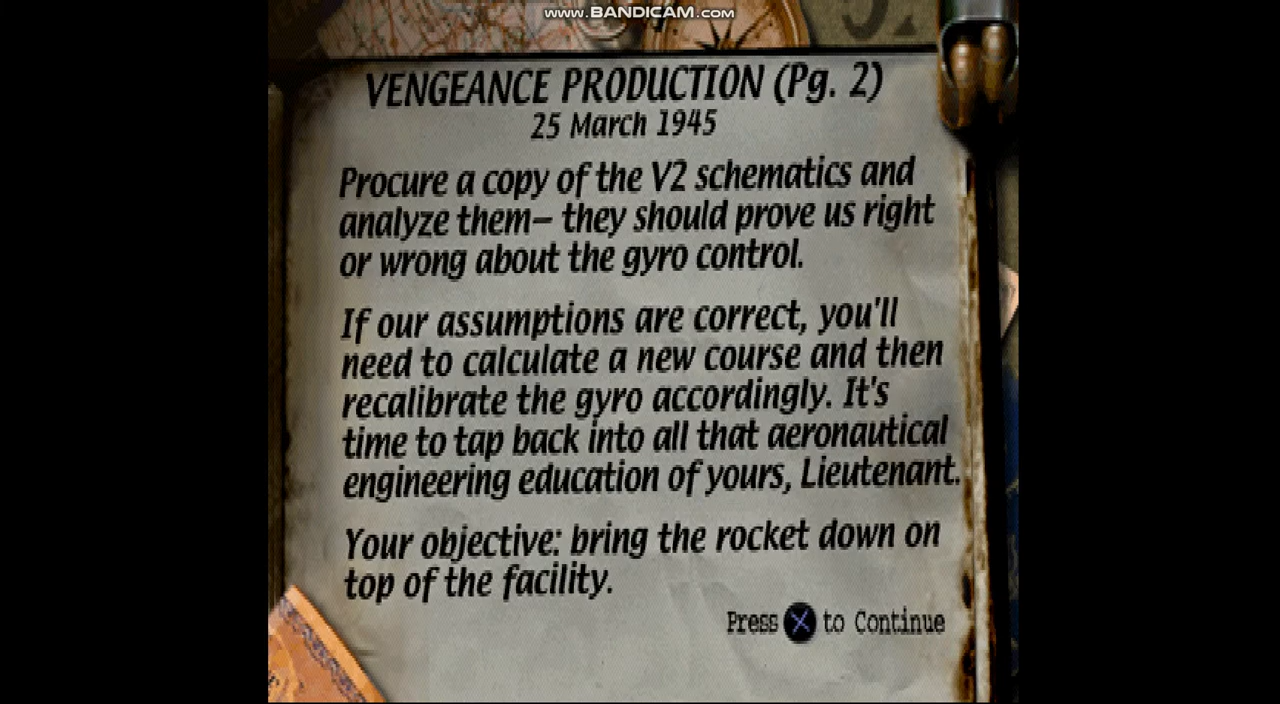 www.BANDICAM.com
VENGEANCE PRODUCTION (Pg. 2)
25 March 1945
Procure a copy of the V2 schematics and
analyze them– they should prove us right
or wrong about the gyro control.
If our assumptions are correct, you'll
need to calculate a new course and then
recalibrate the gyro accordingly. It's
time to tap back into all that aeronautical
engineering education of yours, Lieutenant.
Your objective: bring the rocket down on
top of the facility.
Press X to Continue